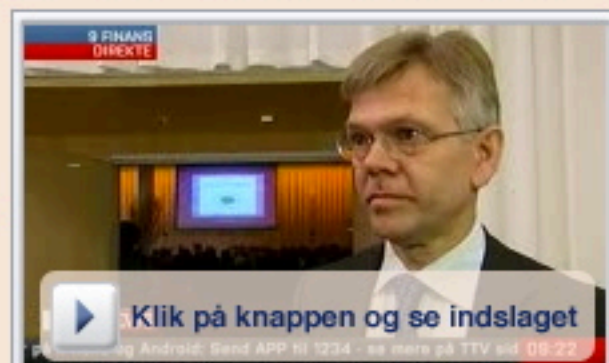 9 FINANS
DIREKTE
Klik på knappen og se indslaget
og Android: Send APP til 1234 - se mere på TTV sid 09:22